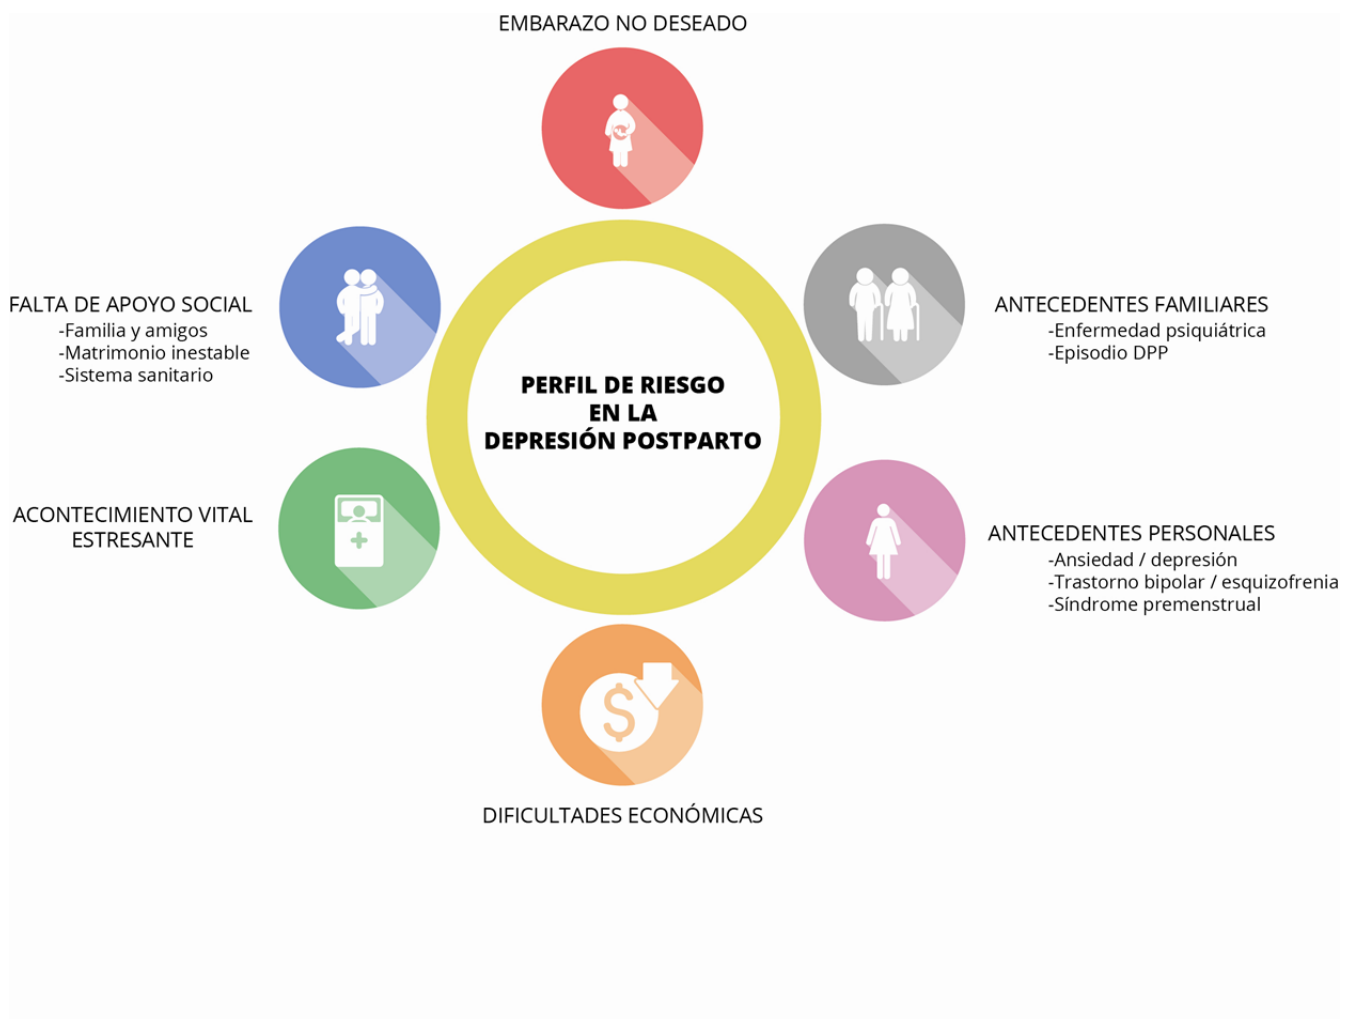 EMBARAZO NO DESEADO
FALTA DE APOYO SOCIAL
-Familia y amigos
-Matrimonio inestable
-Sistema sanitario
ANTECEDENTES FAMILIARES
-Enfermedad psiquiátrica
-Episodio DPP
PERFIL DE RIESGO
EN LA
DEPRESIÓN POSTPARTO
ACONTECIMIENTO VITAL
ESTRESANTE
ANTECEDENTES PERSONALES
-Ansiedad / depresión
-Trastorno bipolar / esquizofrenia
-Síndrome premenstrual
$
DIFICULTADES ECONÓMICAS